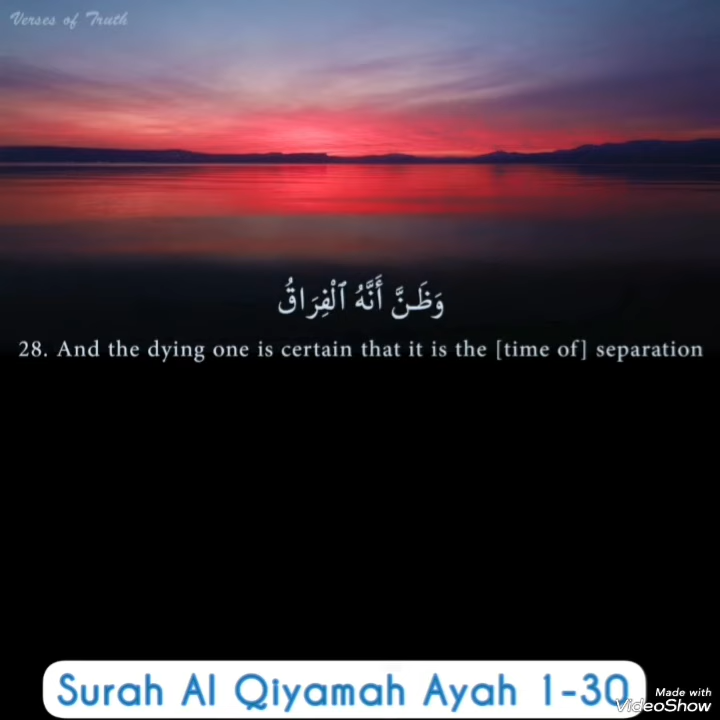 Verses of Truth
وَظَنَّ أَنَّهُ ٱلْفِرَاقُ
28. And the dying one is certain that it is the [time of] separation
Surah Al Qiyamah Ayah 1-30
Made with
VideoShow